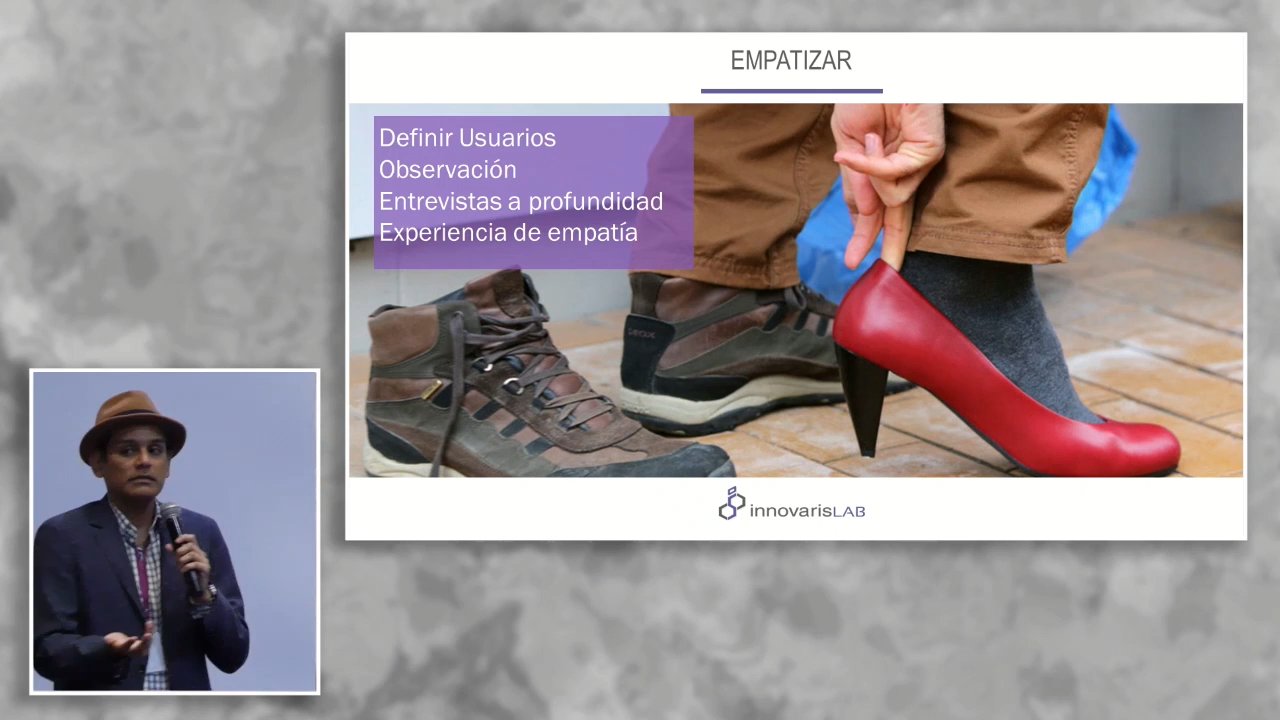 EMPATIZAR
Definir Usuarios
Observación
Entrevistas a profundidad
Experiencia de empatía
innovarisLAB